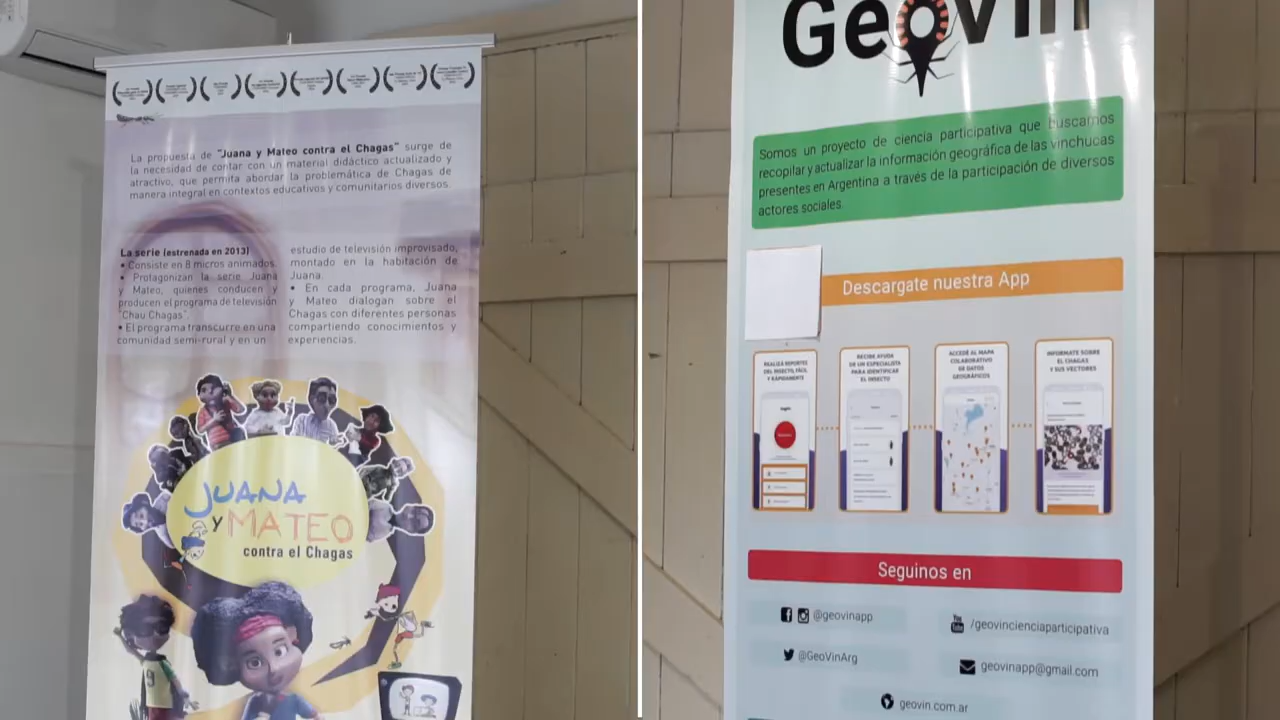 La propuesta de "Juana y Mateo contra el Chagas" surge de
la necesidad de contar con un material didáctico actualizado y
atractivo, que permita abordar la problemática de Chagas de
manera integral en contextos educativos y comunitarios diversos.
La serie (estrenada en 2013)
• Consiste en 8 micros animados.
• Protagonizan la serie Juana
y Mateo, quienes conducen y
producen el programa de televisión
"Chau Chagas".
• El programa transcurre en una
comunidad semi-rural y en un
estudio de televisión improvisado,
montado en la habitación de
Juana.
• En cada programa, Juana
y Mateo dialogan sobre el
Chagas con diferentes personas
compartiendo conocimientos y
experiencias.
JUANA
y MATEO
contra el Chagas
GeoVin
Somos un proyecto de ciencia participativa que buscamos
recopilar y actualizar la información geográfica de las vinchucas
presentes en Argentina a través de la participación de diversos
actores sociales.
Descargate nuestra App
REALIZÁ REPORTES
DEL INSECTO, FÁCIL
Y RÁPIDAMENTE
RECIBE AYUDA
DE UN ESPECIALISTA
PARA IDENTIFICAR
EL INSECTO
ACCEDÉ AL MAPA
COLABORATIVO
DE DATOS
GEOGRÁFICOS
INFORMATE SOBRE
EL CHAGAS
Y SUS VECTORES
Seguinos en
@geovinapp
/geovincienciaparticipativa
@GeoVinArg
geovinapp@gmail.com
geovin.com.ar